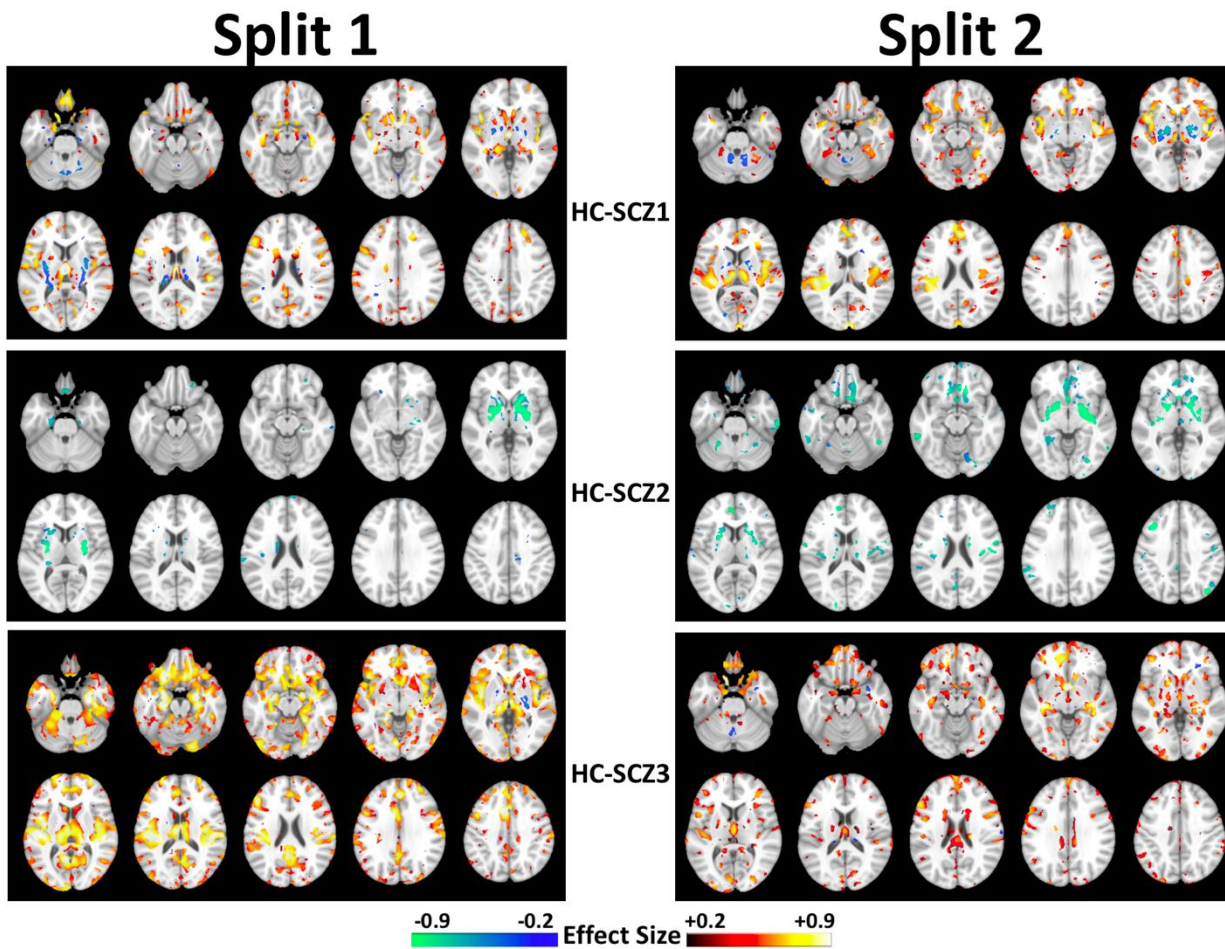 Split 1
Split 2
HC-SCZ1
HC-SCZ2
HC-SCZ3
-0.9
-0.2
Effect Size
+0.2
+0.9